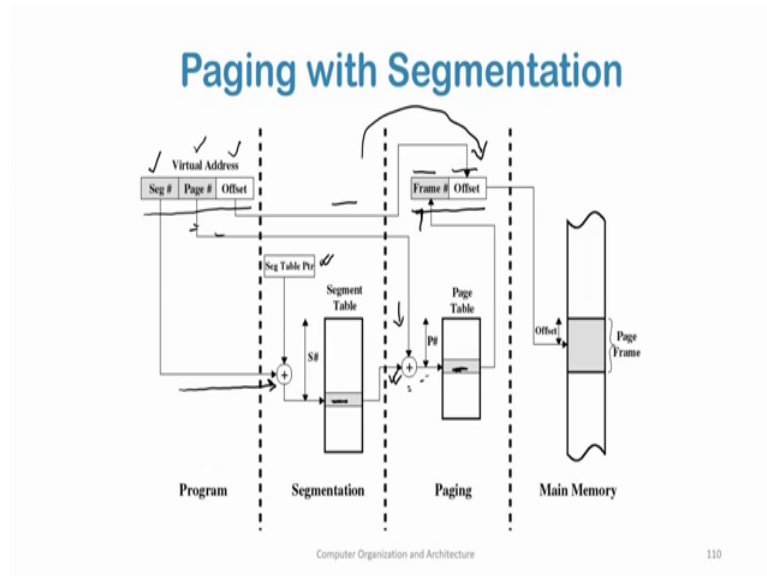 Paging with Segmentation
Virtual Address
Seg # Page # Offset
Frame # Offset
Seg Table Ptr
Segment
Table
Page
Table
S#
P#
Offset
Page
Frame
+
+
Program Segmentation Paging Main Memory
Computer Organization and Architecture 110